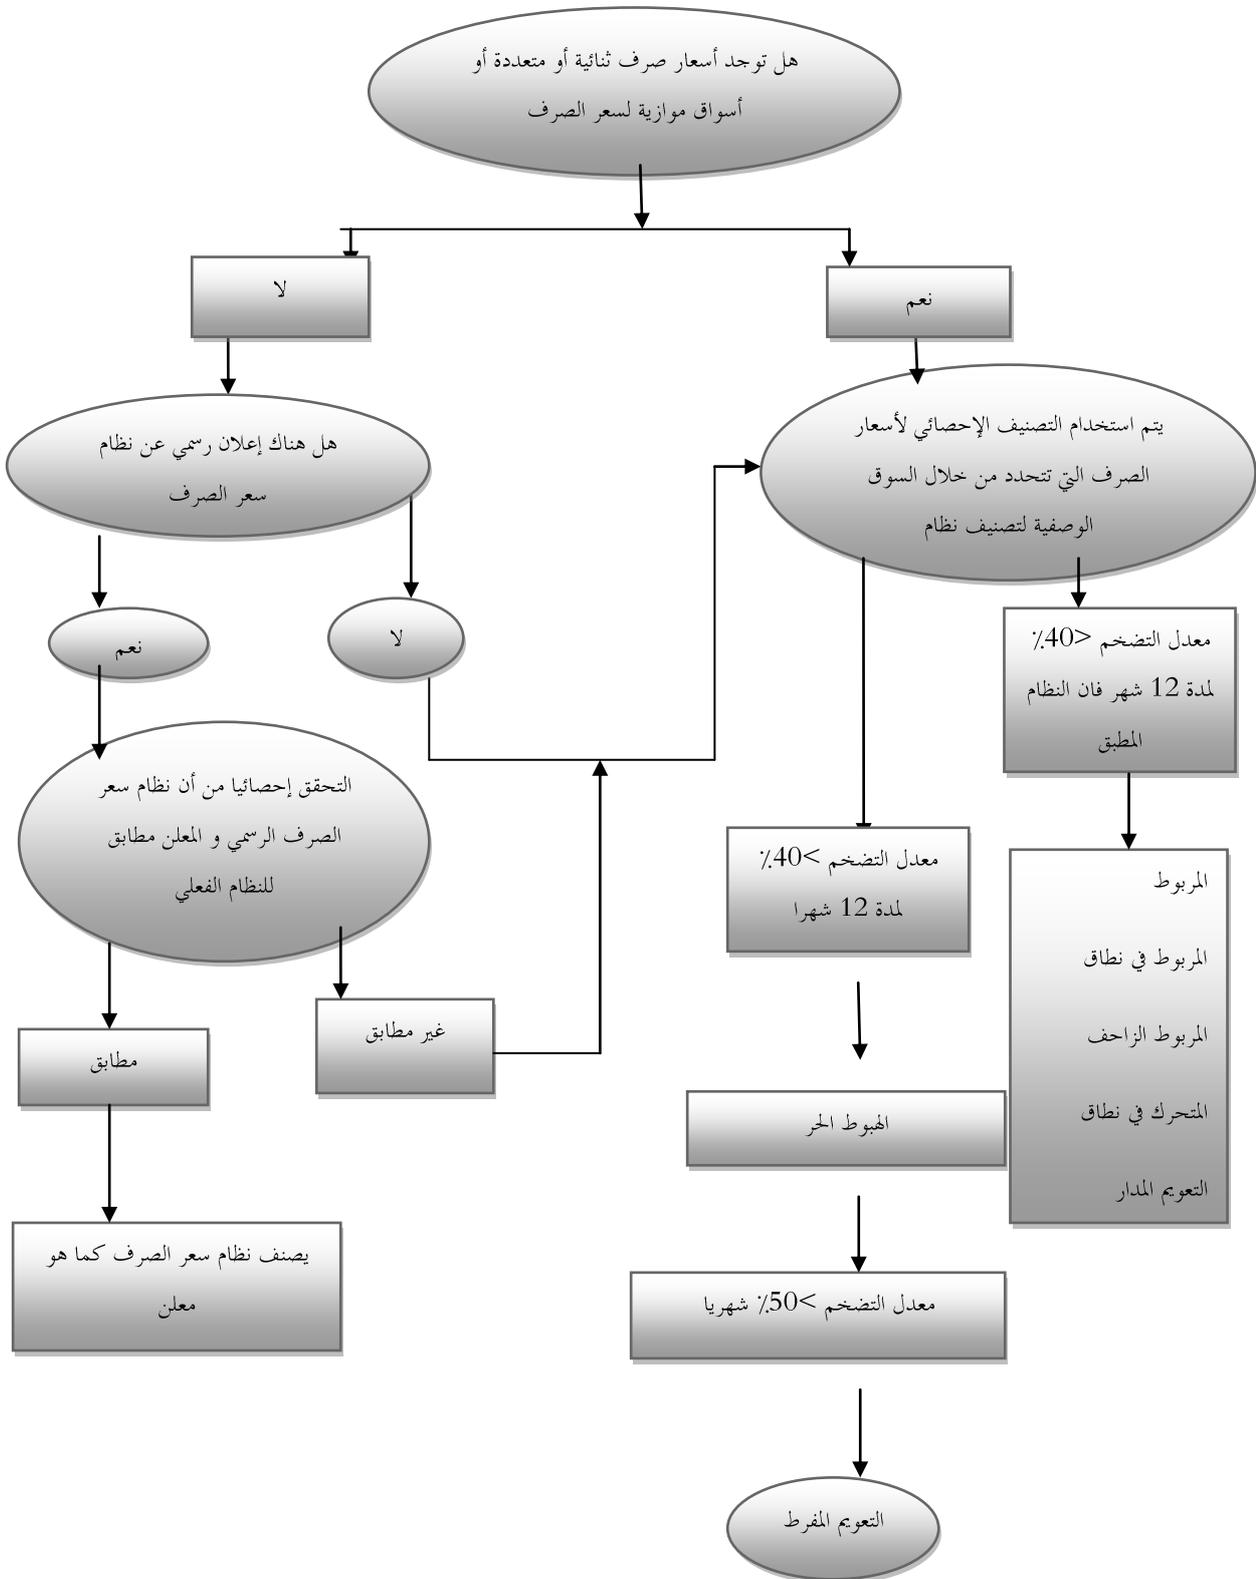 هل توجد أسعار صرف ثنائية أو متعددة أو
أسواق موازية لسعر الصرف
نعم
لا
يتم استخدام التصنيف الإحصائي لأسعار
الصرف التي تتحدد من خلال السوق
الوصفية لتصنيف نظام
هل هناك إعلان رسمي عن نظام
سعر الصرف
لا
نعم
معدل التضخم <40٪
لمدة 12 شهر فان النظام
المطبق
التحقق إحصائيا من أن نظام سعر
الصرف الرسمي و المعلن مطابق
للنظام الفعلي
معدل التضخم >40٪
لمدة 12 شهرا
المربوط
المربوط في نطاق
المربوط الزاحف
المتحرك في نطاق
التعويم المدار
غير مطابق
مطابق
الهبوط الحر
يصنف نظام سعر الصرف كما هو
معلن
معدل التضخم >50٪ شهريا
التعويم المفرط